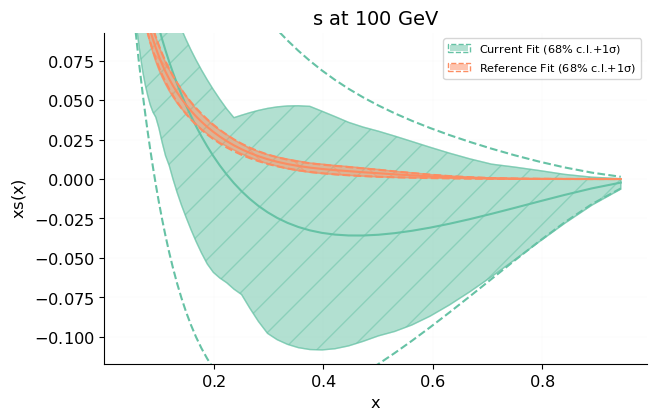 s at 100 GeV
Current Fit (68% c.l.+1σ)
Reference Fit (68% c.l.+1σ)
0.075
0.050
0.025
0.000
−0.025
−0.050
−0.075
−0.100
xs(x)
0.2 0.4 0.6 0.8
x